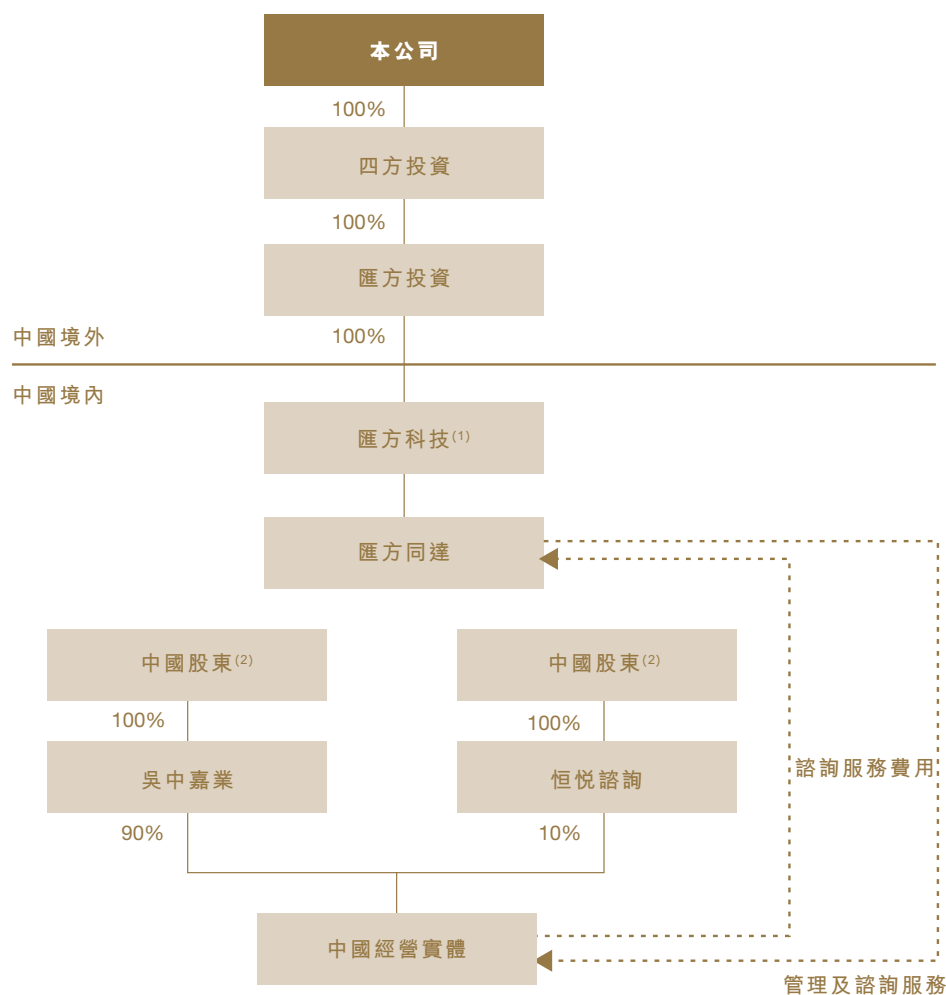 本公司
100%
四方投資
100%
匯方投資
中國境外
100%
中國境內
匯方科技(1)
匯方同達
中國股東(2)
中國股東(2)
100%
100%
吳中嘉業
恒悦諮詢
諮詢服務費用
90%
10%
中國經營實體
管理及諮詢服務